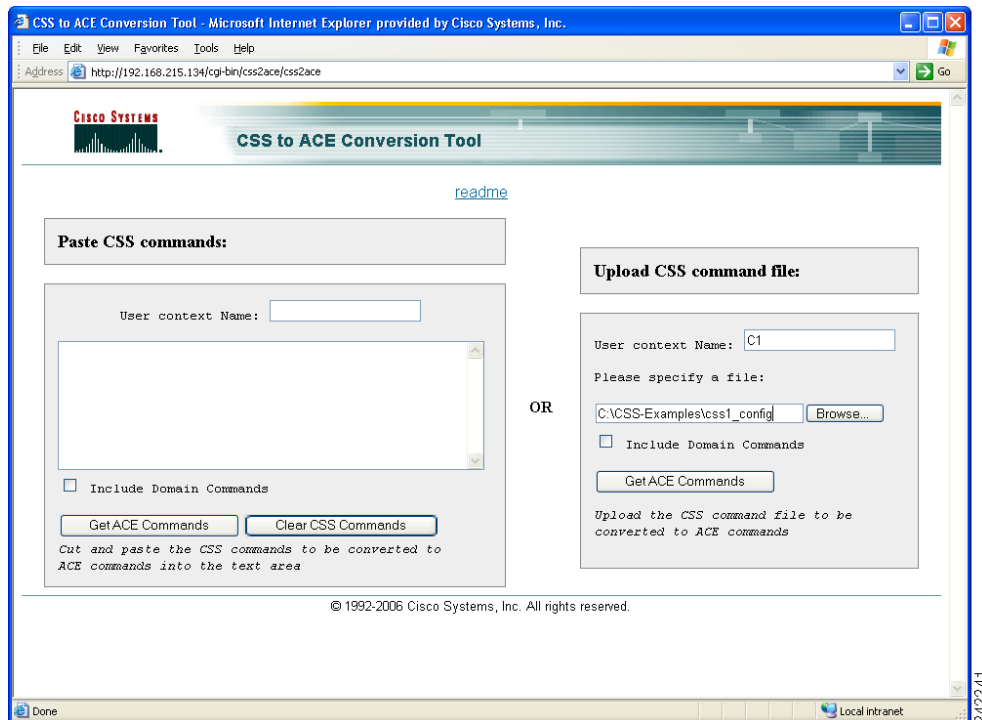 CSS to ACE Conversion Tool - Microsoft Internet Explorer provided by Cisco Systems, Inc.
File Edit View Favorites Tools Help
Address http://192.168.215.134/cgi-bin/css2ace/css2ace Go
CISCO SYSTEMS
CSS to ACE Conversion Tool
readme
Paste CSS commands:
User context Name:
Include Domain Commands
Get ACE Commands Clear CSS Commands
Cut and paste the CSS commands to be converted to
ACE commands into the text area
OR
Upload CSS command file:
User context Name: C1
Please specify a file:
C:\CSS-Examples\css1_config Browse...
Include Domain Commands
Get ACE Commands
Upload the CSS command file to be
converted to ACE commands
© 1992-2006 Cisco Systems, Inc. All rights reserved.
Done Local intranet